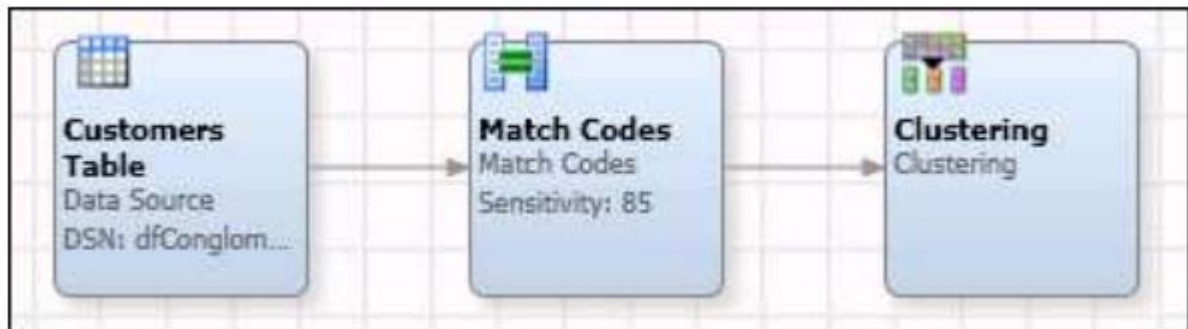 Customers
Table
Data Source
DSN: dfConglom...
Match Codes
Match Codes
Sensitivity: 85
Clustering
Clustering